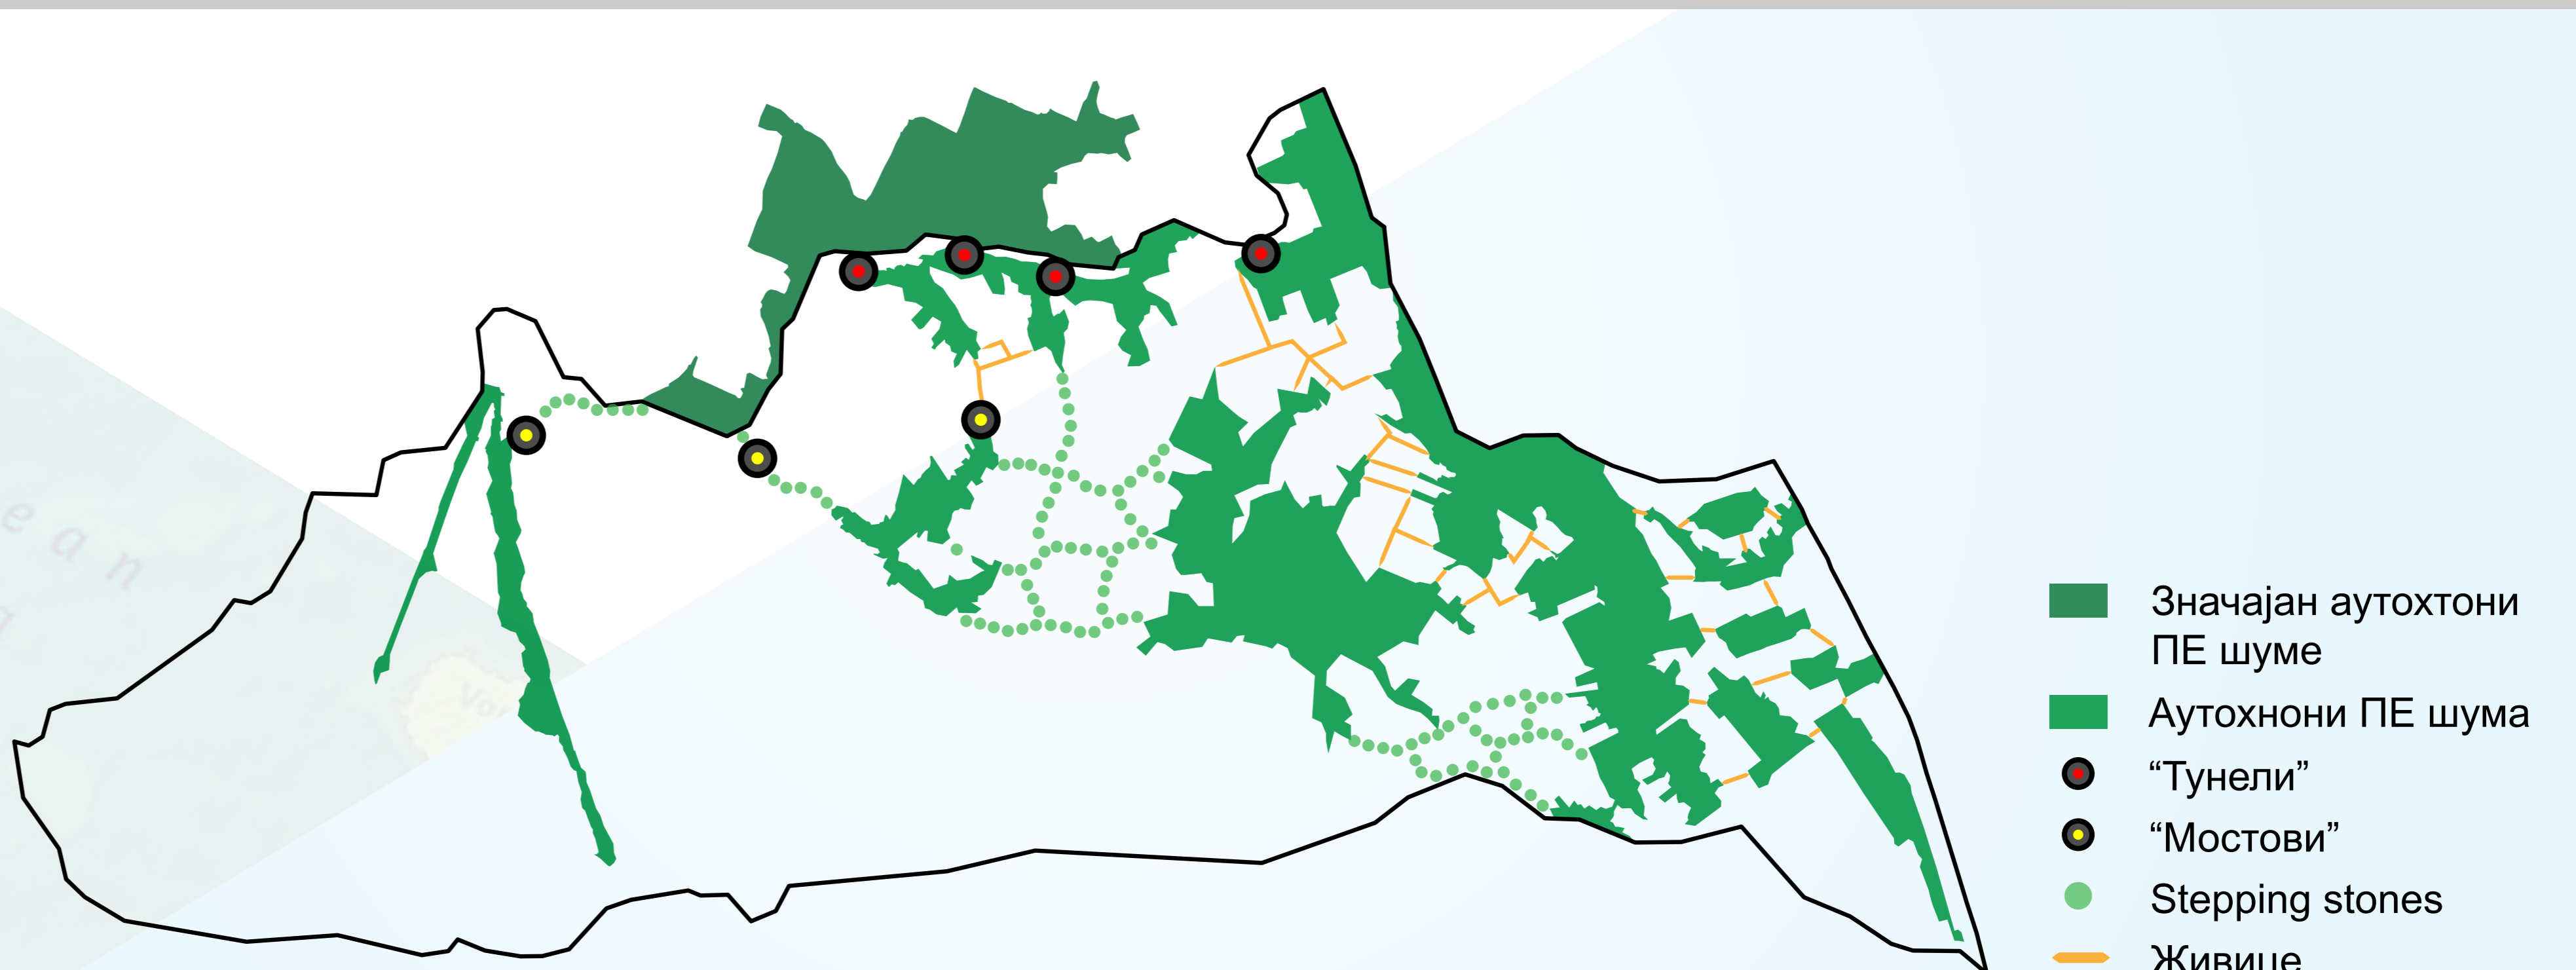 Значајан аутохтони
ПЕ шуме
Аутохнони ПЕ шума
“Тунели”
“Мостови”
Stepping stones
Живице